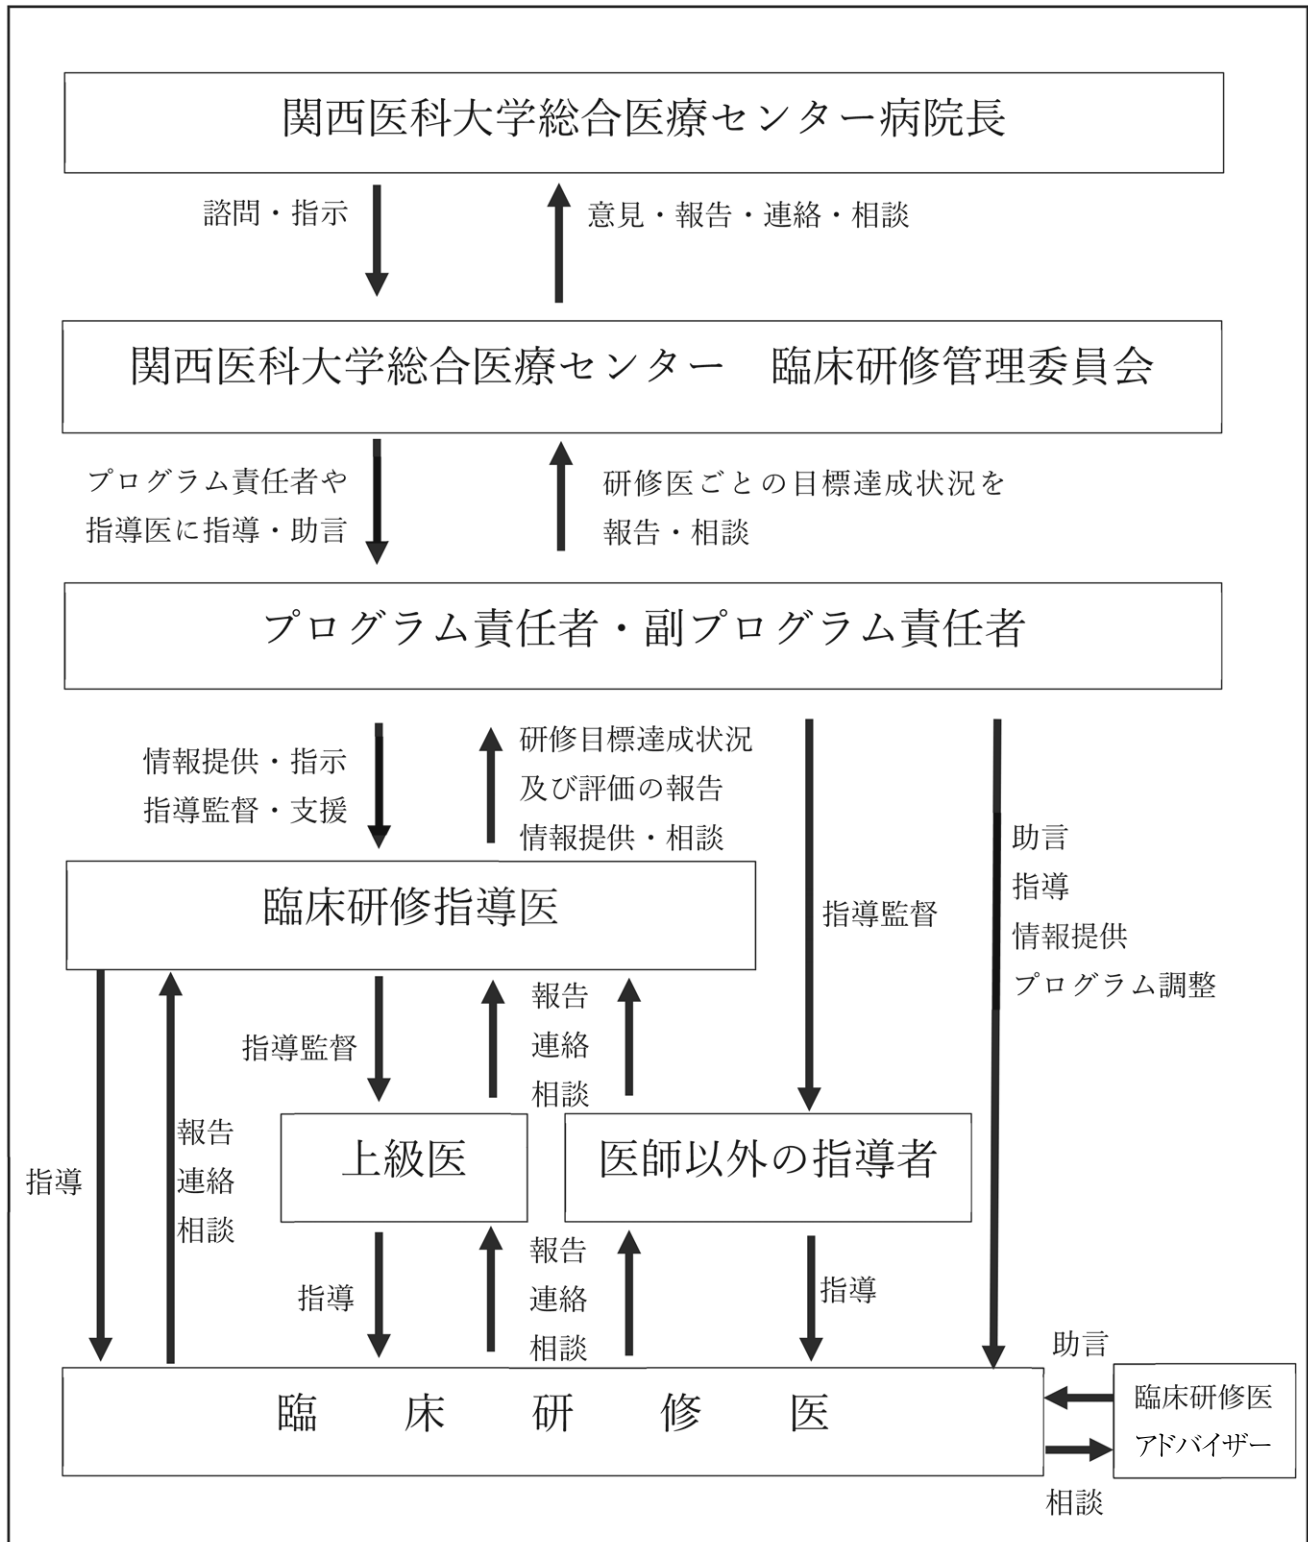 関西医科大学総合医療センター病院長
諮問・指示
意見・報告・連絡・相談
関西医科大学総合医療センター　臨床研修管理委員会
プログラム責任者や
指導医に指導・助言
研修医ごとの目標達成状況を
報告・相談
プログラム責任者・副プログラム責任者
情報提供・指示
指導監督・支援
研修目標達成状況
及び評価の報告
情報提供・相談
指導監督
助言
指導
情報提供
プログラム調整
臨床研修指導医
指導監督
報告
連絡
相談
指導
報告
連絡
相談
上級医
医師以外の指導者
指導
報告
連絡
相談
指導
臨床研修医
助言
臨床研修医
アドバイザー
相談